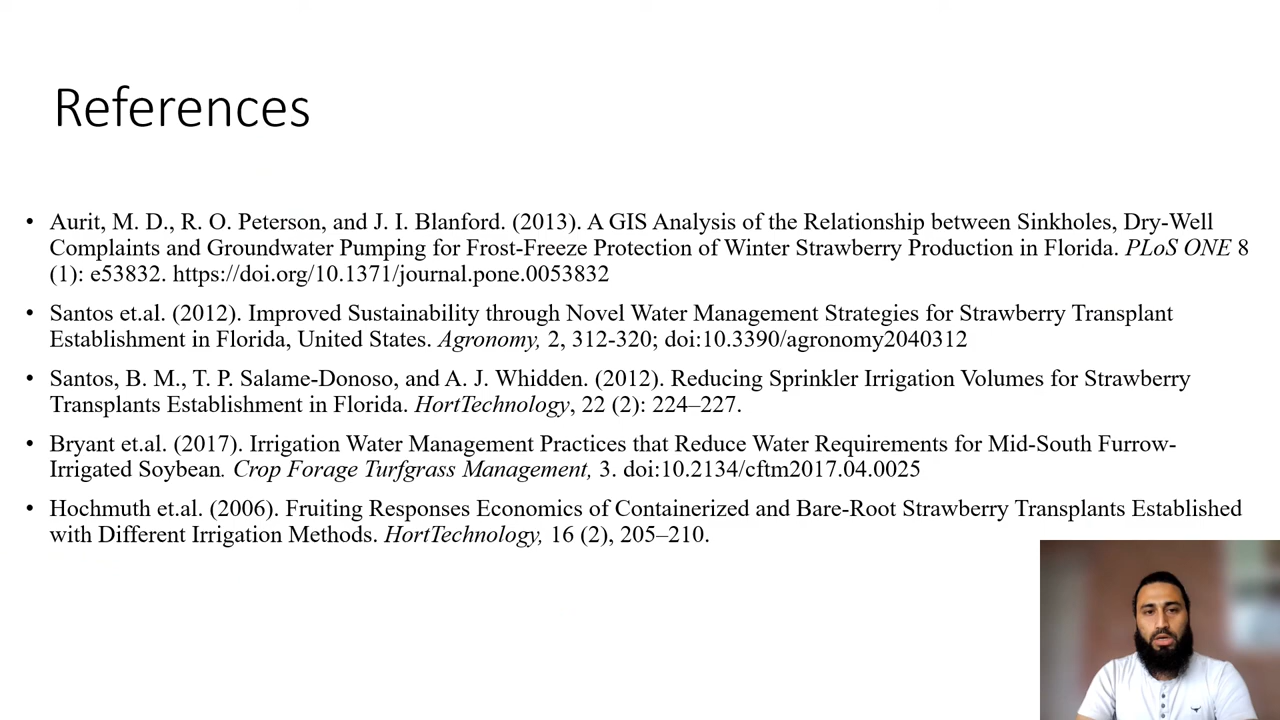 References
• Aurit, M. D., R. O. Peterson, and J. I. Blanford. (2013). A GIS Analysis of the Relationship between Sinkholes, Dry-Well
Complaints and Groundwater Pumping for Frost-Freeze Protection of Winter Strawberry Production in Florida. PLoS ONE 8
(1): e53832. https://doi.org/10.1371/journal.pone.0053832
• Santos et.al. (2012). Improved Sustainability through Novel Water Management Strategies for Strawberry Transplant
Establishment in Florida, United States. Agronomy, 2, 312-320; doi:10.3390/agronomy2040312
• Santos, B. M., T. P. Salame-Donoso, and A. J. Whidden. (2012). Reducing Sprinkler Irrigation Volumes for Strawberry
Transplants Establishment in Florida. HortTechnology, 22 (2): 224–227.
• Bryant et.al. (2017). Irrigation Water Management Practices that Reduce Water Requirements for Mid-South Furrow-
Irrigated Soybean. Crop Forage Turfgrass Management, 3. doi:10.2134/cftm2017.04.0025
• Hochmuth et.al. (2006). Fruiting Responses Economics of Containerized and Bare-Root Strawberry Transplants Established
with Different Irrigation Methods. HortTechnology, 16 (2), 205–210.